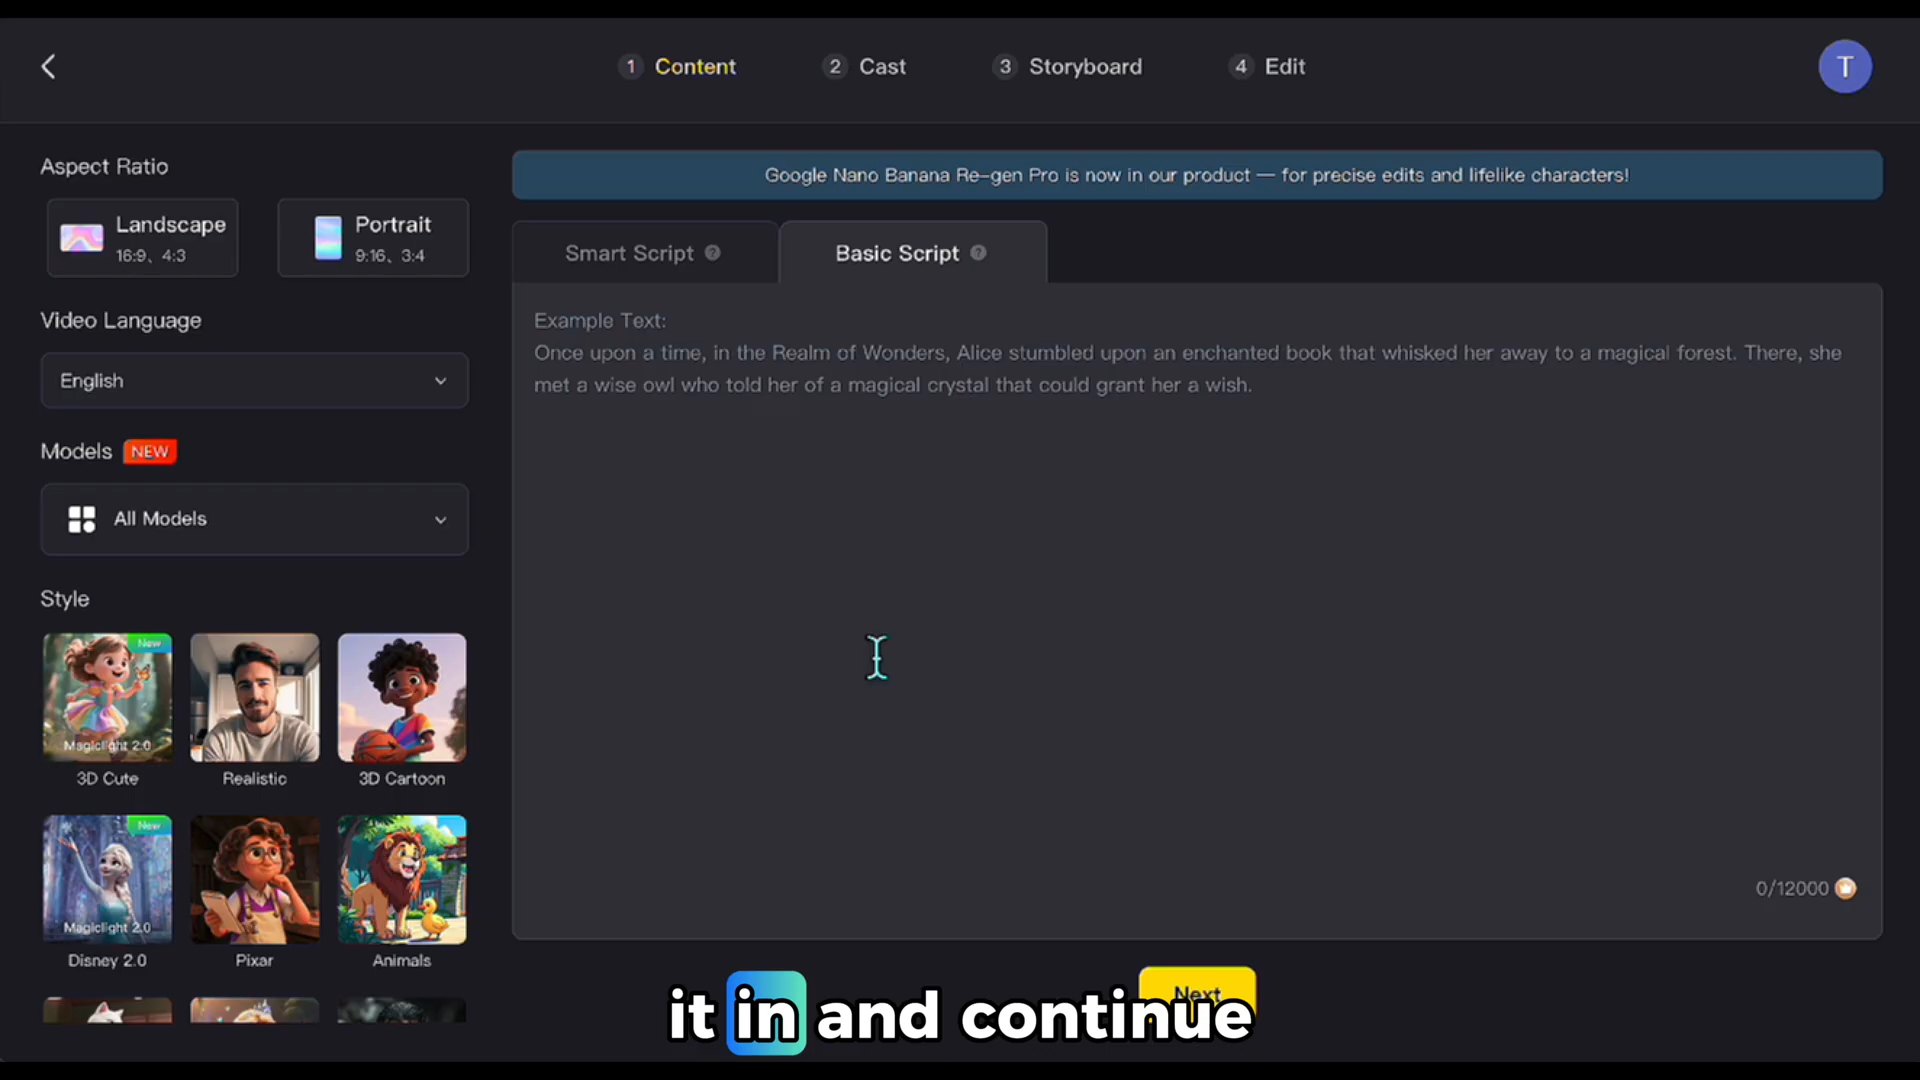 1 Content
2 Cast
3 Storyboard
4 Edit
T
Aspect Ratio
Landscape
16:9、4:3
Portrait
9:16、3:4
Video Language
English
Models NEW
All Models
Style
New
Magiclight 2.0
3D Cute
Realistic
3D Cartoon
New
Magiclight 2.0
Disney 2.0
Pixar
Animals
Google Nano Banana Re-gen Pro is now in our product — for precise edits and lifelike characters!
Smart Script ?
Basic Script ?
Example Text:
Once upon a time, in the Realm of Wonders, Alice stumbled upon an enchanted book that whisked her away to a magical forest. There, she
met a wise owl who told her of a magical crystal that could grant her a wish.
0/12000
Next
it in and continue